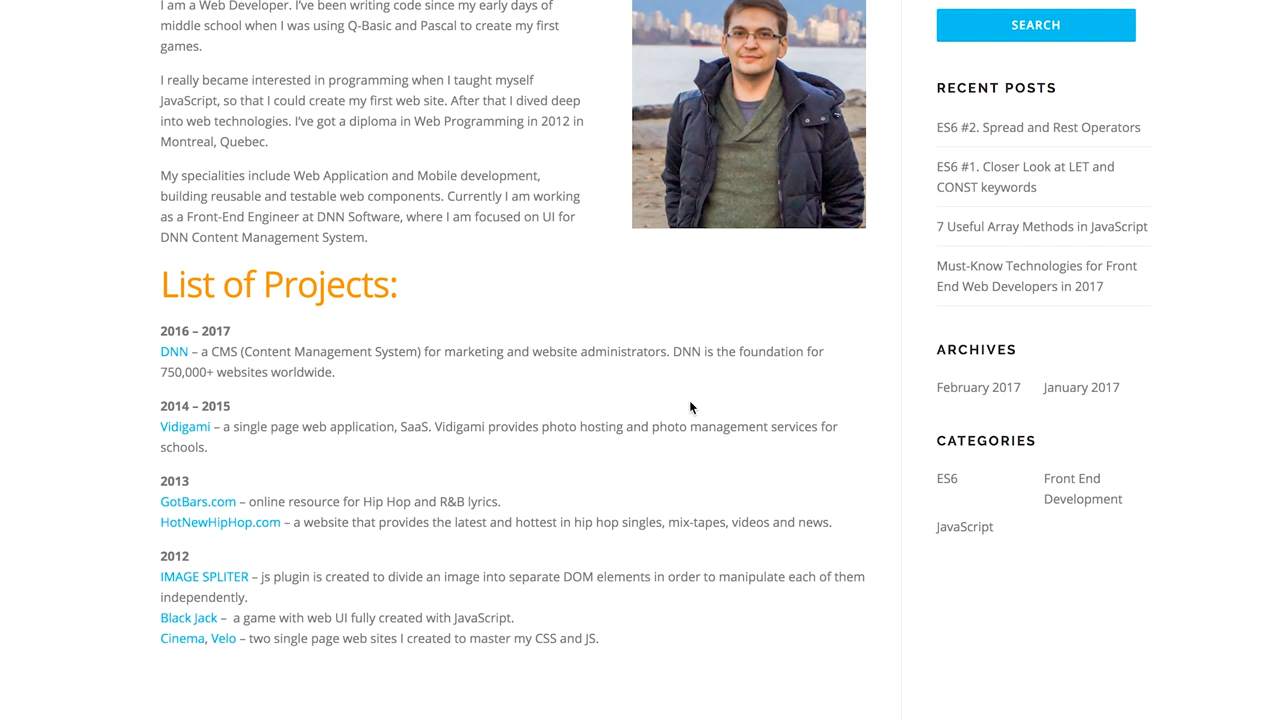 I am a Web Developer. I've been writing code since my early days of
middle school when I was using Q-Basic and Pascal to create my first
games.
I really became interested in programming when I taught myself
JavaScript, so that I could create my first web site. After that I dived deep
into web technologies. I've got a diploma in Web Programming in 2012 in
Montreal, Quebec.
My specialities include Web Application and Mobile development,
building reusable and testable web components. Currently I am working
as a Front-End Engineer at DNN Software, where I am focused on UI for
DNN Content Management System.
List of Projects:
2016 – 2017
DNN – a CMS (Content Management System) for marketing and website administrators. DNN is the foundation for
750,000+ websites worldwide.
2014 – 2015
Vidigami – a single page web application, SaaS. Vidigami provides photo hosting and photo management services for
schools.
2013
GotBars.com – online resource for Hip Hop and R&B lyrics.
HotNewHipHop.com – a website that provides the latest and hottest in hip hop singles, mix-tapes, videos and news.
2012
IMAGE SPLITER – js plugin is created to divide an image into separate DOM elements in order to manipulate each of them
independently.
Black Jack –  a game with web UI fully created with JavaScript.
Cinema, Velo – two single page web sites I created to master my CSS and JS.
SEARCH
RECENT POSTS
ES6 #2. Spread and Rest Operators
ES6 #1. Closer Look at LET and
CONST keywords
7 Useful Array Methods in JavaScript
Must-Know Technologies for Front
End Web Developers in 2017
ARCHIVES
February 2017 January 2017
CATEGORIES
ES6 Front End
Development
JavaScript